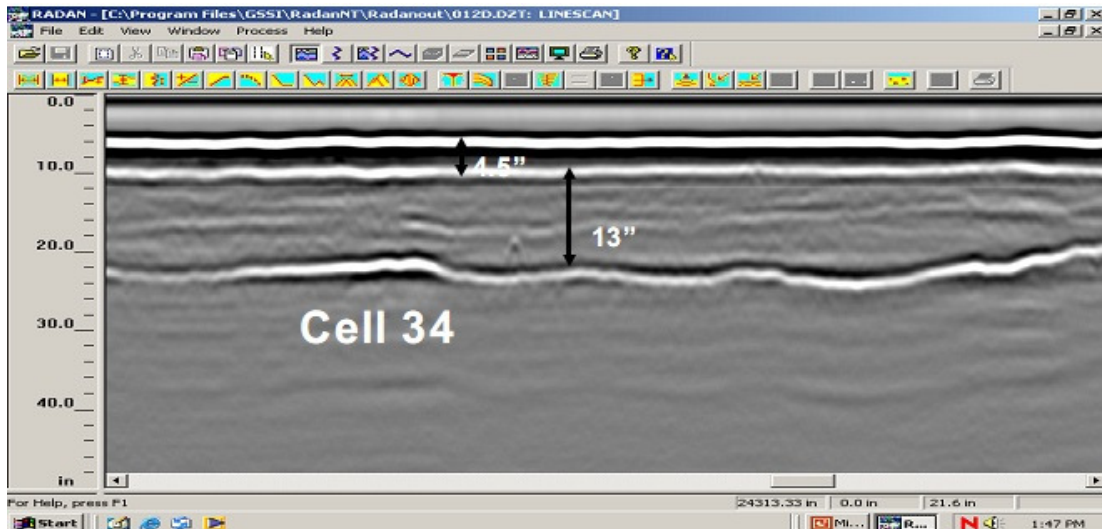 RADAN - [C:\Program Files\GSSI\RadanNT\Radanout\012D.DZT: LINESCAN]
File Edit View Window Process Help
0.0
4.5”
10.0
13”
20.0
30.0
Cell 34
40.0
in
For Help, press F1
24313.33 in
0.0 in
21.6 in
Start
Mi...
R...
N
1:47 PM